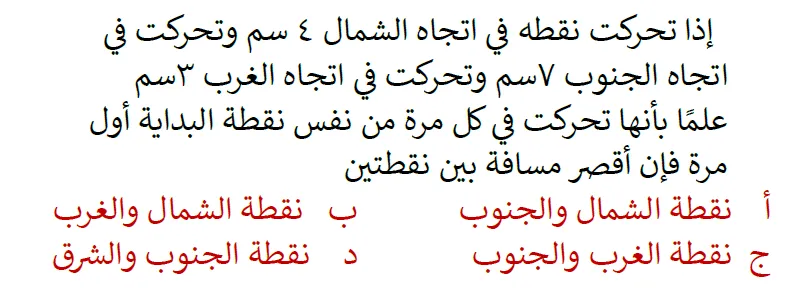 إذا تحركت نقطه في اتجاه الشمال ٤ سم وتحركت في
اتجاه الجنوب ٧سم وتحركت في اتجاه الغرب ٣سم
علمًا بأنها تحركت في كل مرة من نفس نقطة البداية أول
مرة فإن أقصر مسافة بين نقطتين
أ نقطة الشمال والجنوب ب نقطة الشمال والغرب
ج نقطة الغرب والجنوب د نقطة الجنوب والشرق